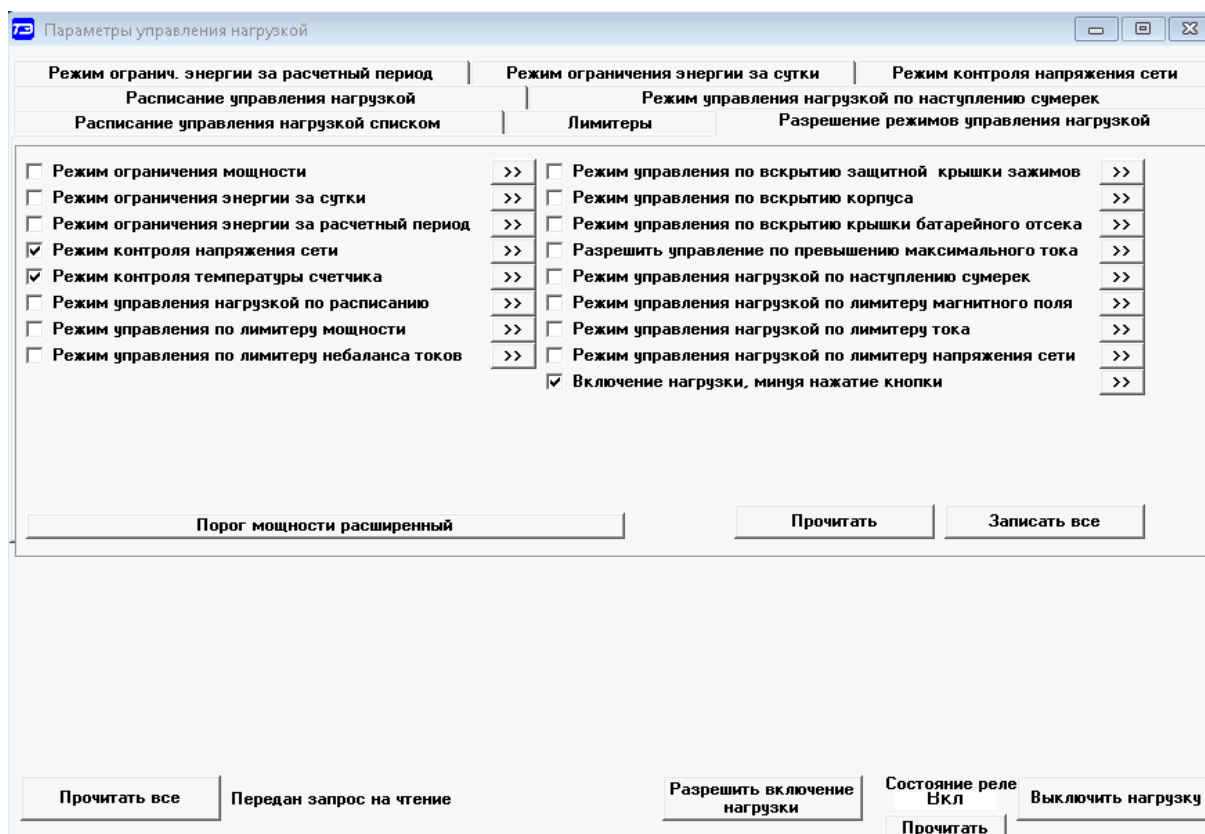 ТЭ Параметры управления нагрузкой
Режим огранич. энергии за расчетный период Режим ограничения энергии за сутки Режим контроля напряжения сети
Расписание управления нагрузкой Режим управления нагрузкой по наступлению сумерек
Расписание управления нагрузкой списком Лимитеры Разрешение режимов управления нагрузкой
Режим ограничения мощности >> Режим управления по вскрытию защитной крышки зажимов >>
Режим ограничения энергии за сутки >> Режим управления по вскрытию корпуса >>
Режим ограничения энергии за расчетный период >> Режим управления по вскрытию крышки батарейного отсека >>
Режим контроля напряжения сети >> Разрешить управление по превышению максимального тока >>
Режим контроля температуры счетчика >> Режим управления нагрузкой по наступлению сумерек >>
Режим управления нагрузкой по расписанию >> Режим управления нагрузкой по лимитеру магнитного поля >>
Режим управления по лимитеру мощности >> Режим управления нагрузкой по лимитеру тока >>
Режим управления по лимитеру небаланса токов >> Режим управления нагрузкой по лимитеру напряжения сети >>
Включение нагрузки, минуя нажатие кнопки >>
Порог мощности расширенный Прочитать Записать все
Прочитать все Передан запрос на чтение
Разрешить включение
нагрузки
Состояние реле
Вкл
Прочитать
Выключить нагрузку